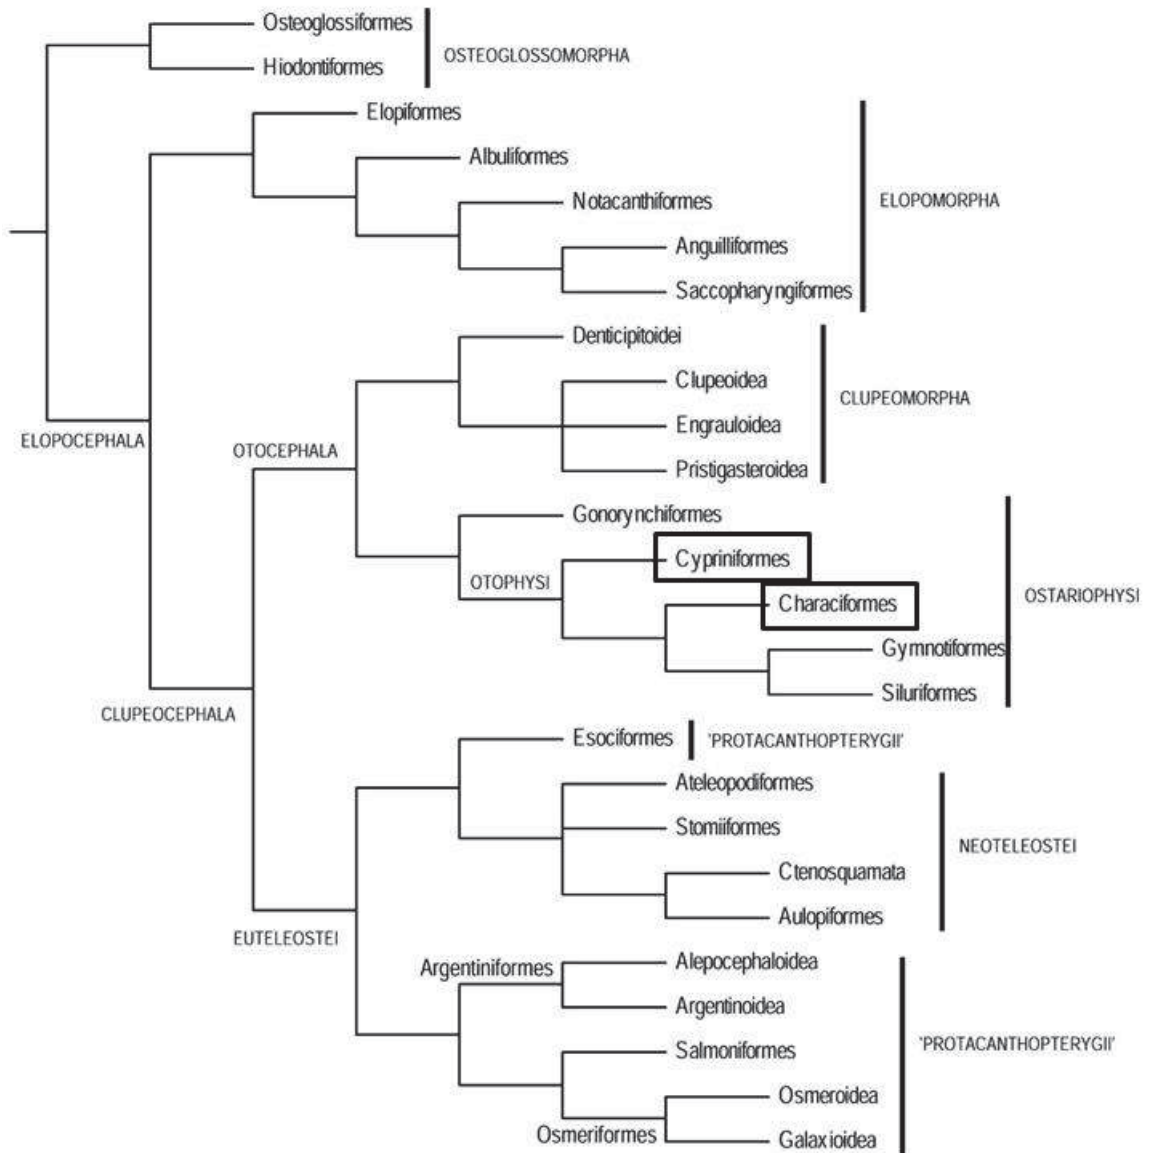 Osteoglossiformes
OSTEOGLOSSOMORPHA
Hiodontiformes
Elopiformes
Albuliformes
Notacanthiformes
ELOPOMORPHA
Anguilliformes
Saccopharyngiformes
Denticipitoidei
Clupeoidea
CLUPEOMORPHA
Engrauloidea
ELOPOCEPHALA
OTOCEPHALA
Pristigasteroidea
Gonorynchiformes
Cypriniformes
OTOPHYSI
Characiformes
OSTARIOPHYSI
Gymnotiformes
Siluriformes
CLUPEOCEPHALA
Esociformes
'PROTACANTHOPTERYGII'
Ateleopodiformes
Stomiiformes
NEOTELEOSTEI
Ctenosquamata
Aulopiformes
EUTELEOSTEI
Argentiniformes
Alepocephaloidea
Argentinoidea
Salmoniformes
'PROTACANTHOPTERYGII'
Osmeroidea
Osmeriformes
Galaxioidea